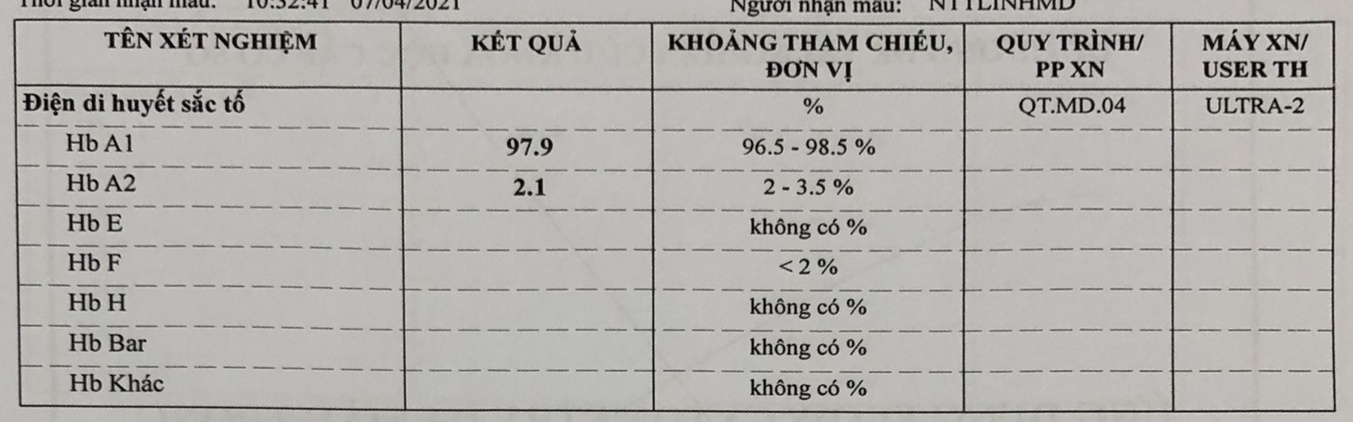 Thời gian nhận mẫu: 10:32:41 07/04/2021 Người nhận mẫu: NTTLINHMD
TÊN XÉT NGHIỆM KẾT QUẢ KHOẢNG THAM CHIẾU, ĐƠN VỊ QUY TRÌNH/ PP XN MÁY XN/ USER TH
Điện di huyết sắc tố % QT.MD.04 ULTRA-2
Hb A1 97.9 96.5 - 98.5 %
Hb A2 2.1 2 - 3.5 %
Hb E không có %
Hb F < 2 %
Hb H không có %
Hb Bar không có %
Hb Khác không có %